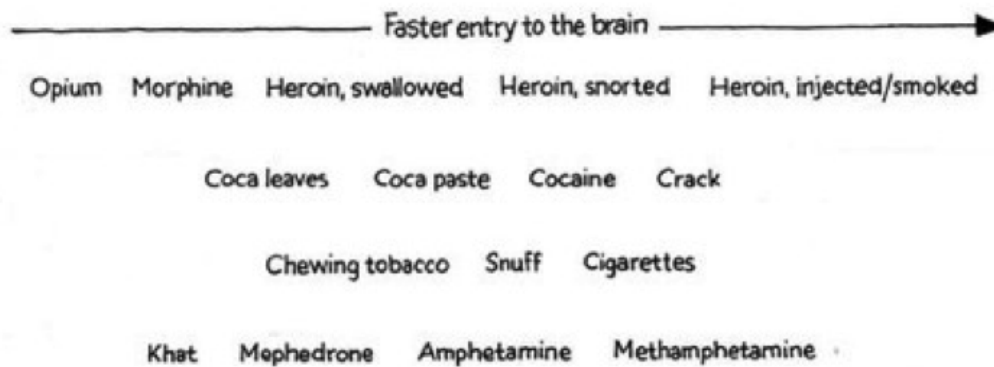 Faster entry to the brain
Opium Morphine Heroin, swallowed Heroin, snorted Heroin, injected/smoked
Coca leaves Coca paste Cocaine Crack
Chewing tobacco Snuff Cigarettes
Khat Mephedrone Amphetamine Methamphetamine